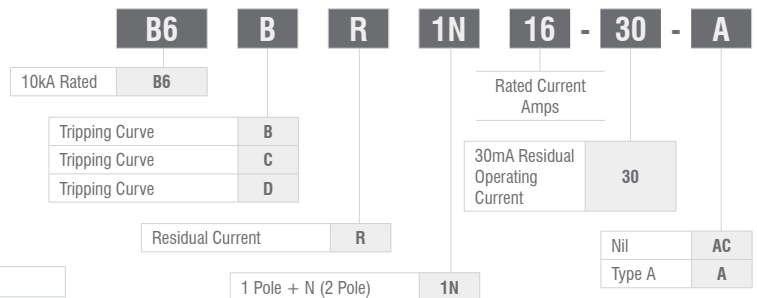 B6 B R 1N 16 - 30 - A
10kA Rated B6
Rated Current
Amps
Tripping Curve B
Tripping Curve C
Tripping Curve D
30mA Residual
Operating
Current
30
Residual Current R
Nil AC
Type A A
1 Pole + N (2 Pole) 1N